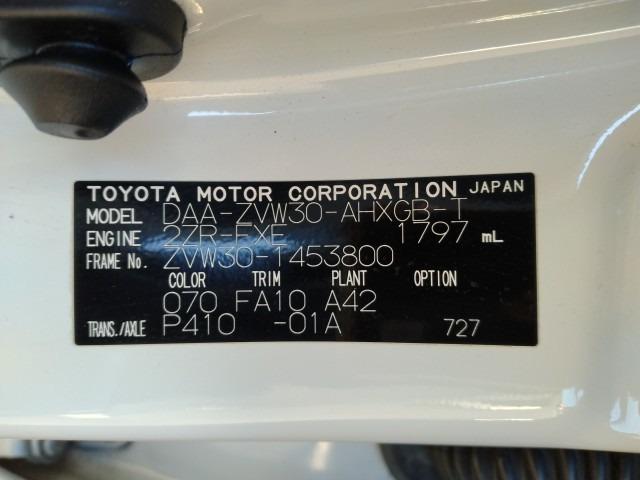 TOYOTA MOTOR CORPORATION JAPAN
MODEL DAA-ZVW30-AHXGB-T
ENGINE 2ZR-FXE 1797 mL
FRAME No. ZVW30-1453800
COLOR TRIM PLANT OPTION
070 FA10 A42
TRANS./AXLE P410 -01A 727